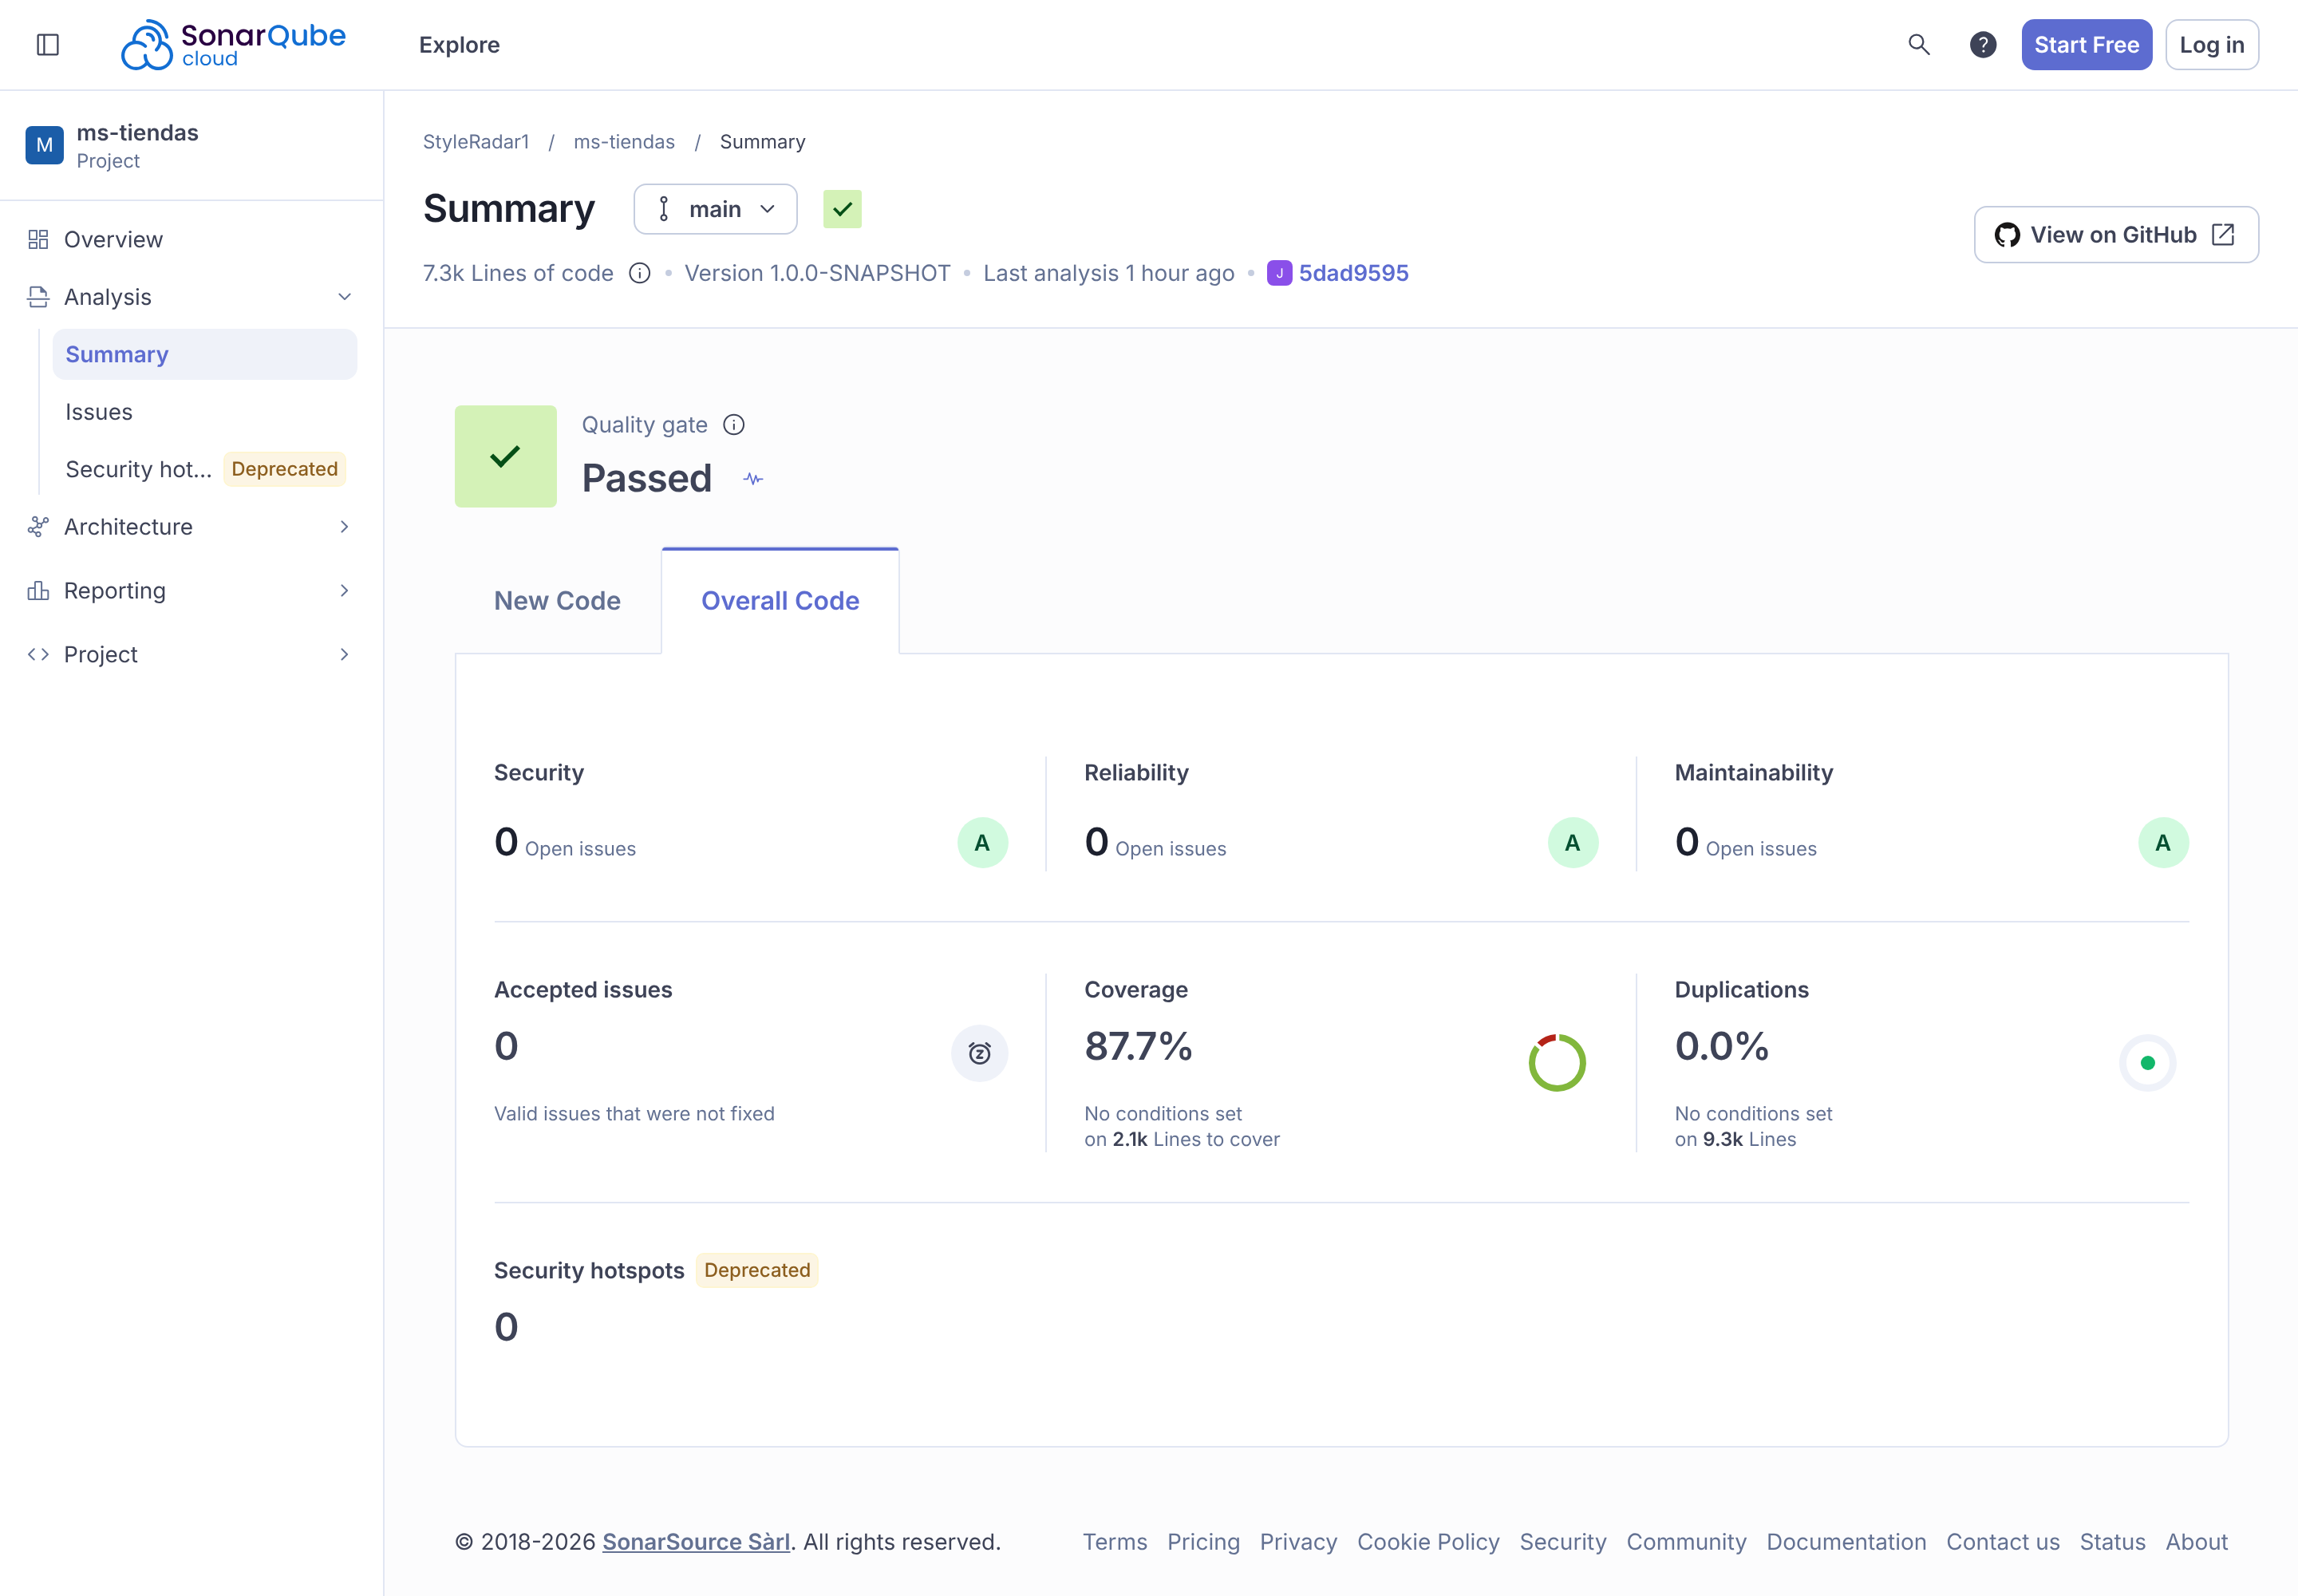 SonarQube cloud
Explore
?
Start Free
Log in
M
ms-tiendas
Project
Overview
Analysis
Summary
Issues
Security hot... Deprecated
Architecture
Reporting
Project
StyleRadar1 / ms-tiendas / Summary
Summary
main
View on GitHub
7.3k Lines of code • Version 1.0.0-SNAPSHOT • Last analysis 1 hour ago • J 5dad9595
Quality gate
Passed
New Code
Overall Code
Security
0 Open issues
A
Reliability
0 Open issues
A
Maintainability
0 Open issues
A
Accepted issues
0
Valid issues that were not fixed
Coverage
87.7%
No conditions set
on 2.1k Lines to cover
Duplications
0.0%
No conditions set
on 9.3k Lines
Security hotspots Deprecated
0
© 2018-2026 SonarSource Sàrl. All rights reserved.
Terms Pricing Privacy Cookie Policy Security Community Documentation Contact us Status About